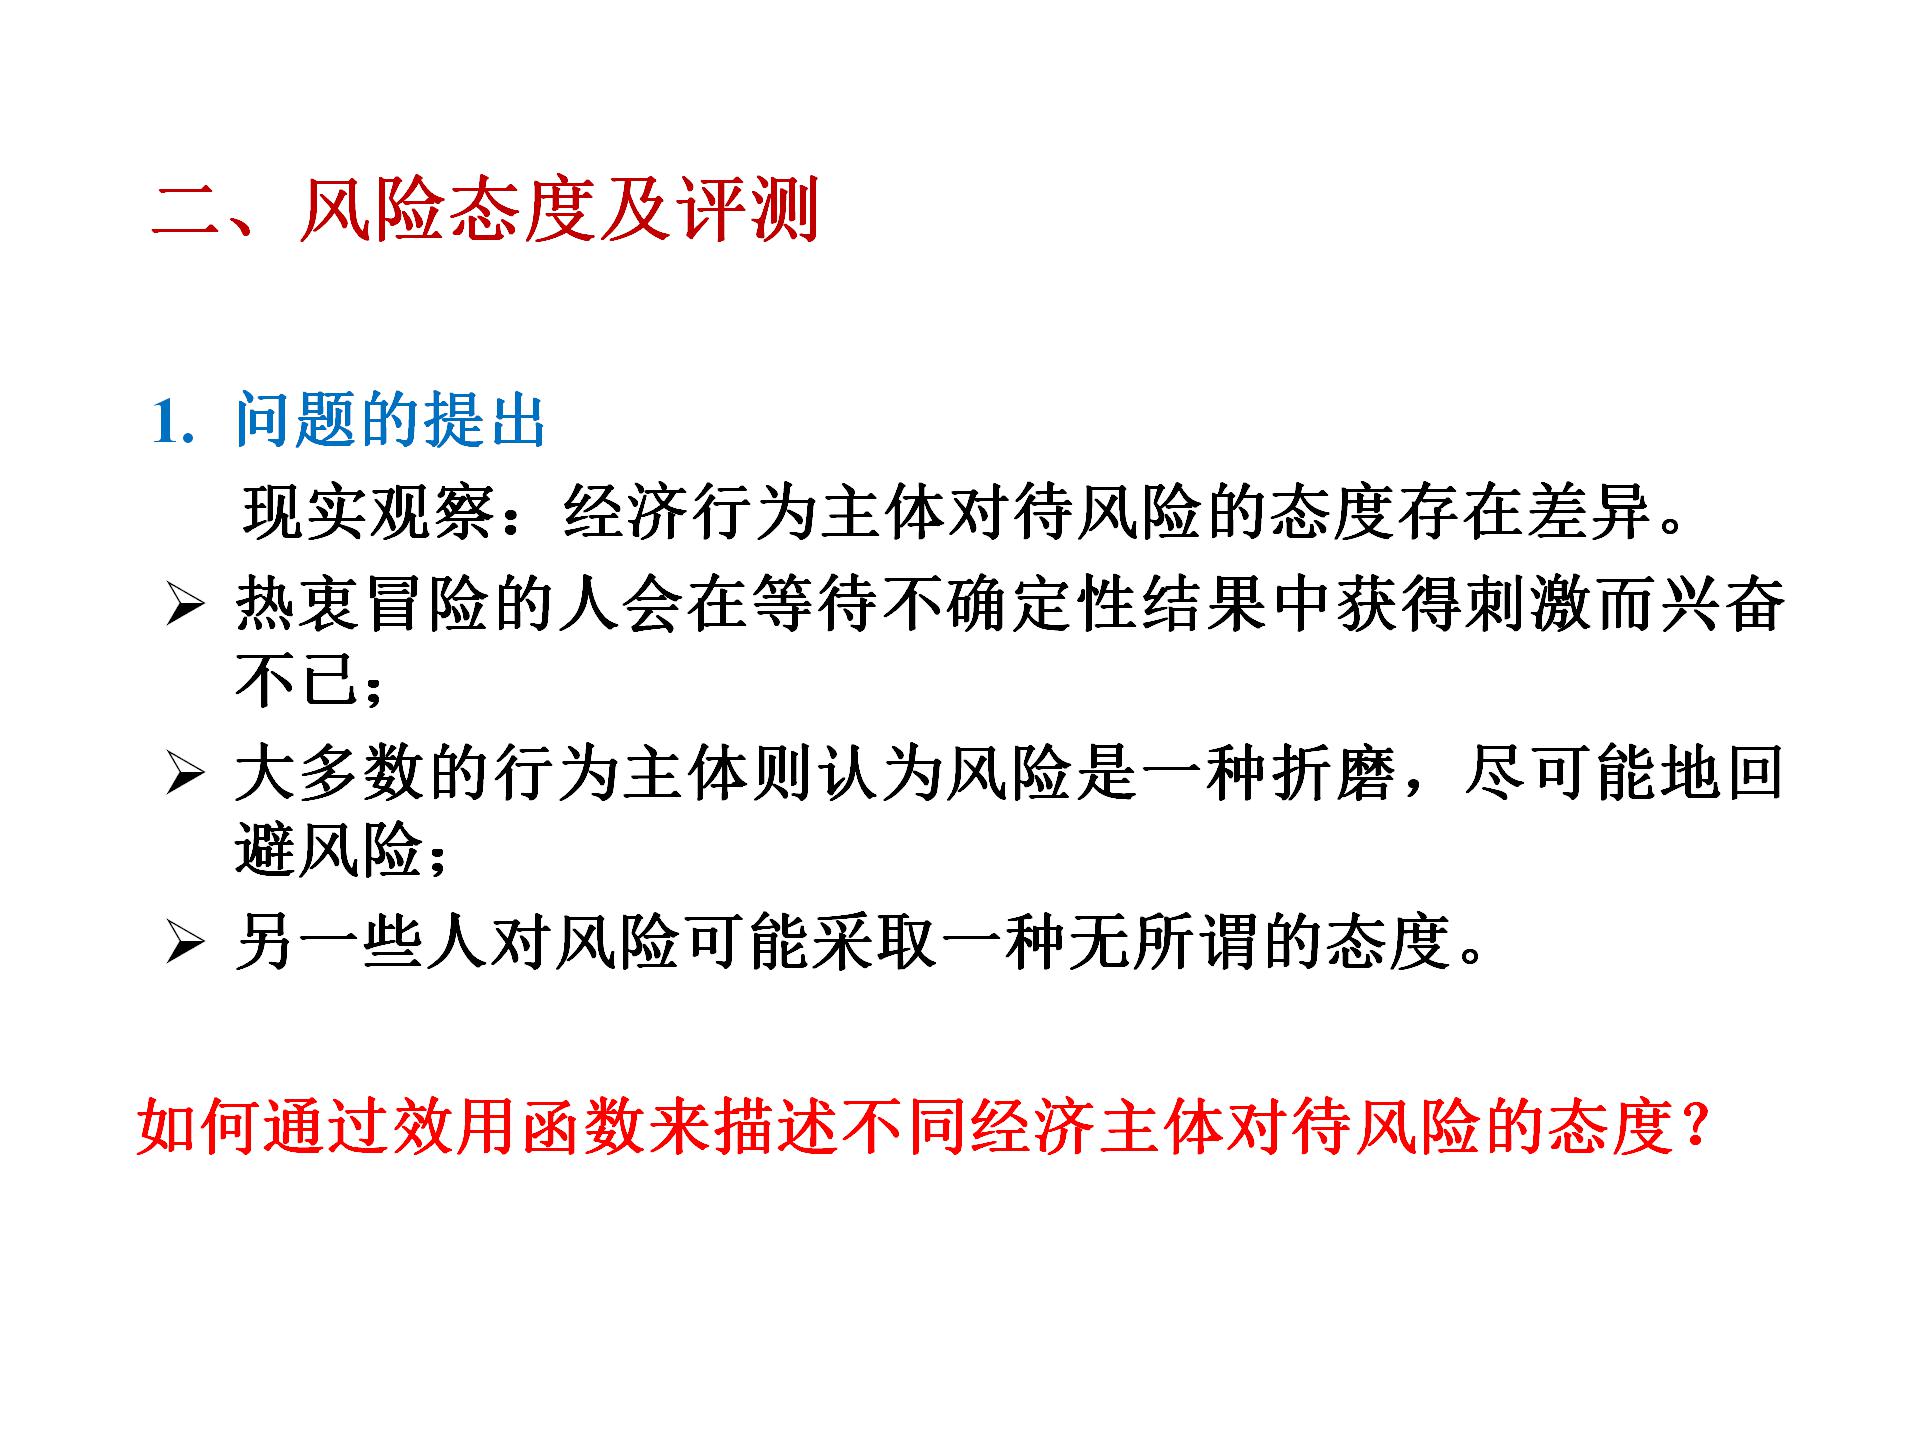 二、风险态度及评测
1. 问题的提出
现实观察：经济行为主体对待风险的态度存在差异。
➢ 热衷冒险的人会在等待不确定性结果中获得刺激而兴奋
不已；
➢ 大多数的行为主体则认为风险是一种折磨，尽可能地回
避风险；
➢ 另一些人对风险可能采取一种无所谓的态度。
如何通过效用函数来描述不同经济主体对待风险的态度？